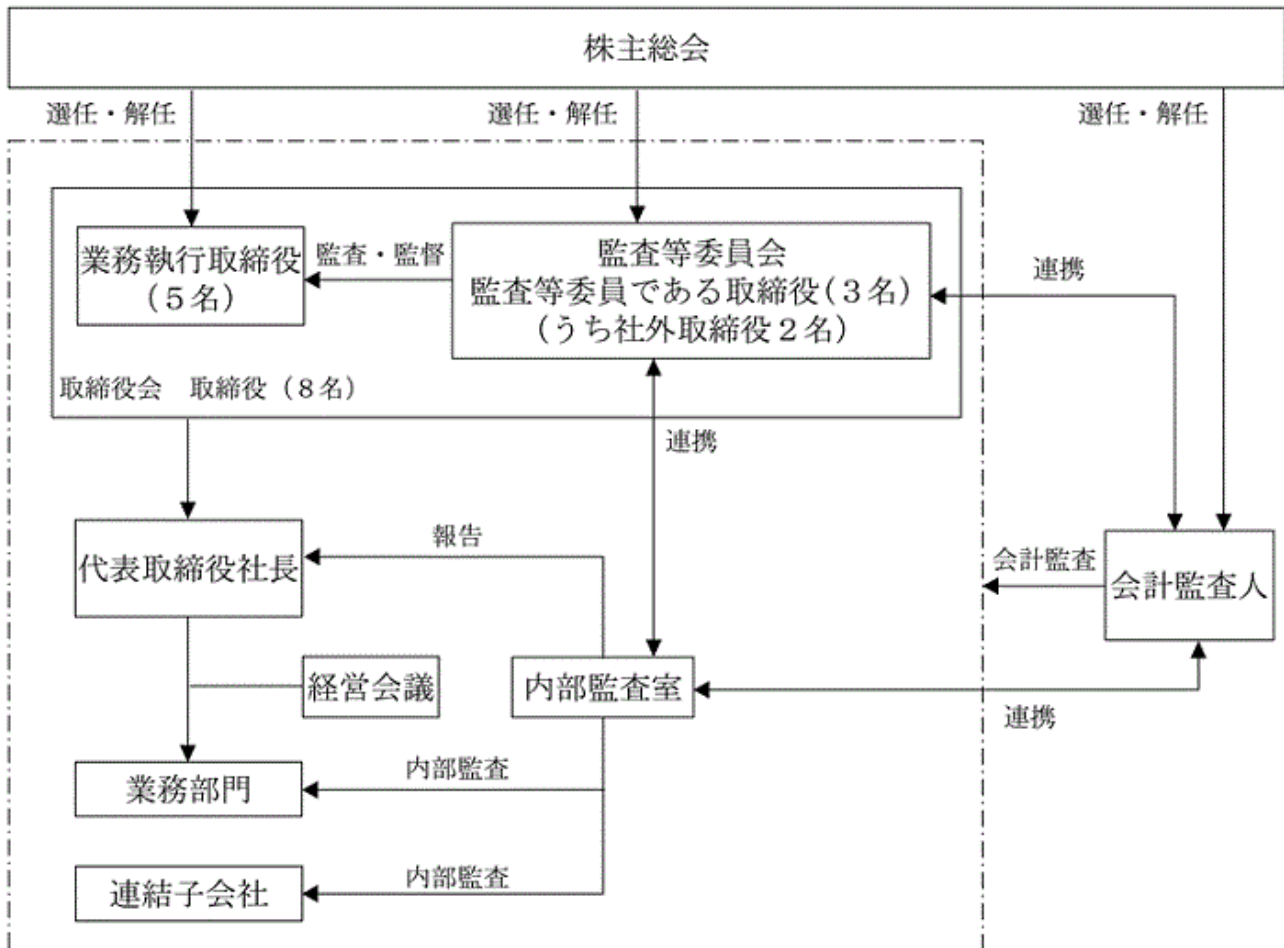 株主総会
選任・解任
選任・解任
選任・解任
業務執行取締役
（５名）
監査・監督
監査等委員会
監査等委員である取締役（３名）
（うち社外取締役２名）
連携
取締役会　取締役（８名）
連携
代表取締役社長
報告
会計監査
会計監査人
経営会議
内部監査室
連携
業務部門
内部監査
連結子会社
内部監査